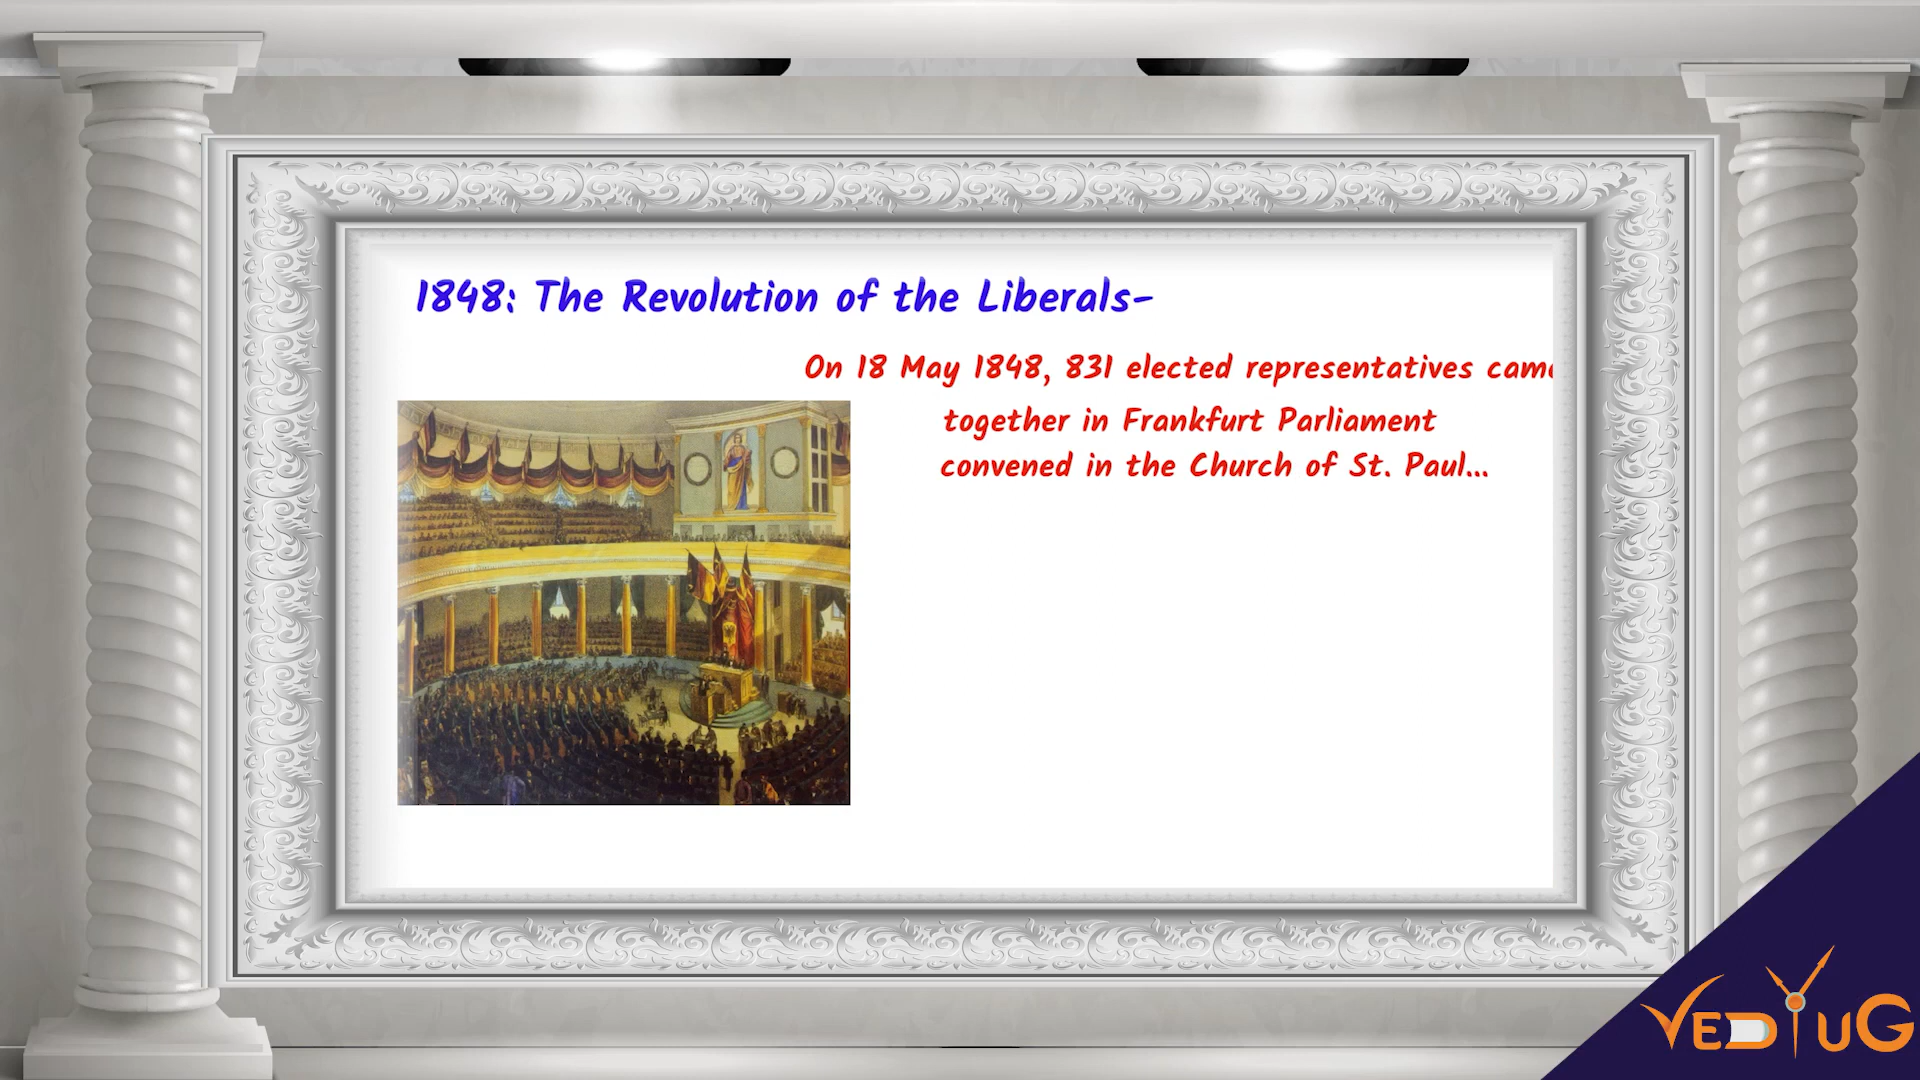 1848: The Revolution of the Liberals-
On 18 May 1848, 831 elected representatives came
together in Frankfurt Parliament
convened in the Church of St. Paul...
VEDYUG